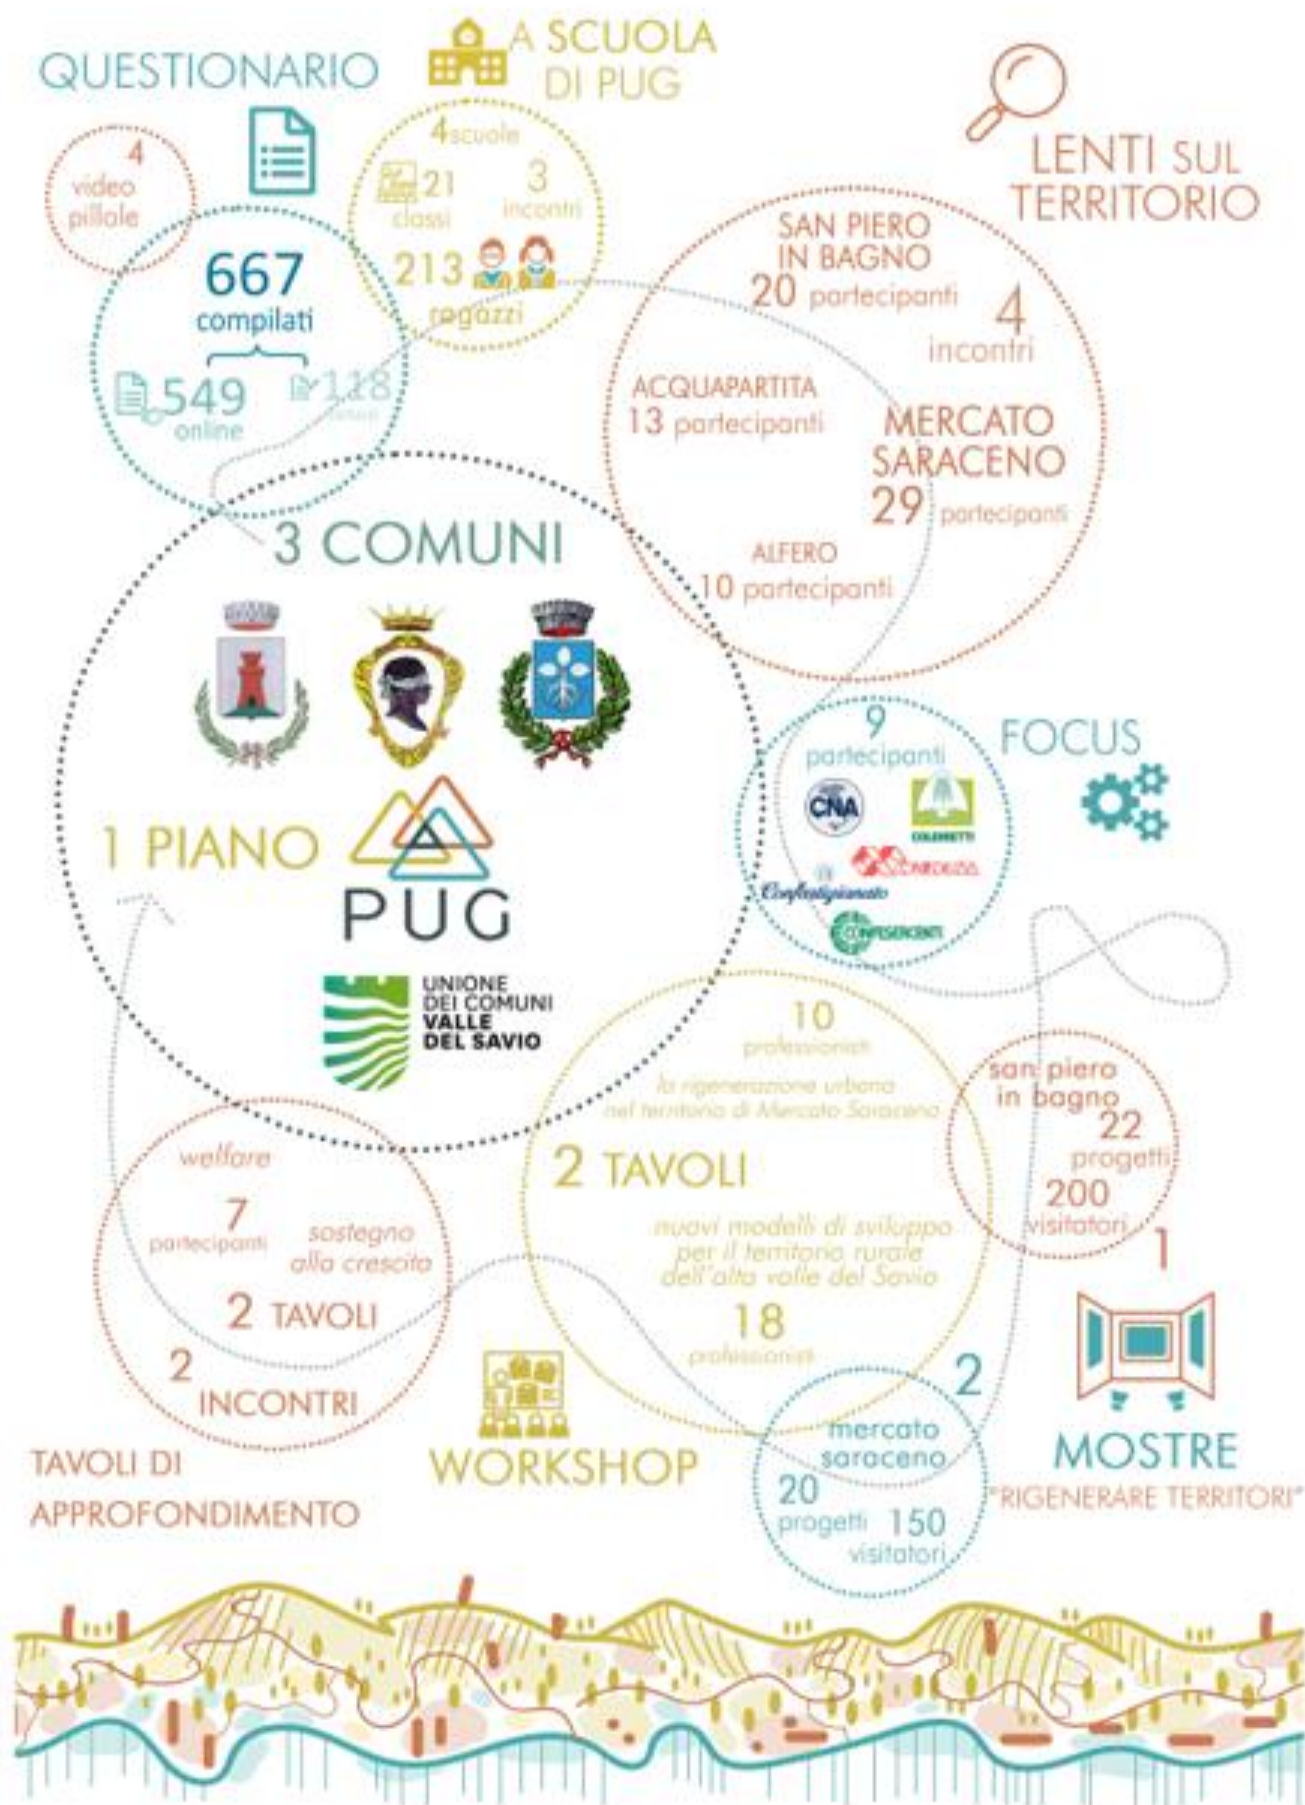 QUESTIONARIO
4
video
pillole
667
compilati
549
online
118
A SCUOLA
DI PUG
4 scuole
21
classi
3
incontri
213
ragazzi
LENTI SUL
TERRITORIO
SAN PIERO
IN BAGNO
20 partecipanti
4
incontri
ACQUAPARTITA
13 partecipanti
MERCATO
SARACENO
29 partecipanti
ALFERO
10 partecipanti
3 COMUNI
1 PIANO
PUG
UNIONE
DEI COMUNI
VALLE
DEL SAVIO
FOCUS
9
partecipanti
CNA
COLDIRETTI
Confartigianato
CONFESERCENTI
10
professionisti
la rigenerazione urbana
nel territorio di Mercato Saraceno
2 TAVOLI
nuovi modelli di sviluppo
per il territorio rurale
dell'alta valle del Savio
18
professionisti
WORKSHOP
san piero
in bagno
22
progetti
200
visitatori
1
2
mercato
saraceno
20
progetti
150
visitatori
MOSTRE
"RIGENERARE TERRITORI"
welfare
7
partecipanti
sostegno
alla crescita
2 TAVOLI
2
INCONTRI
TAVOLI DI
APPROFONDIMENTO